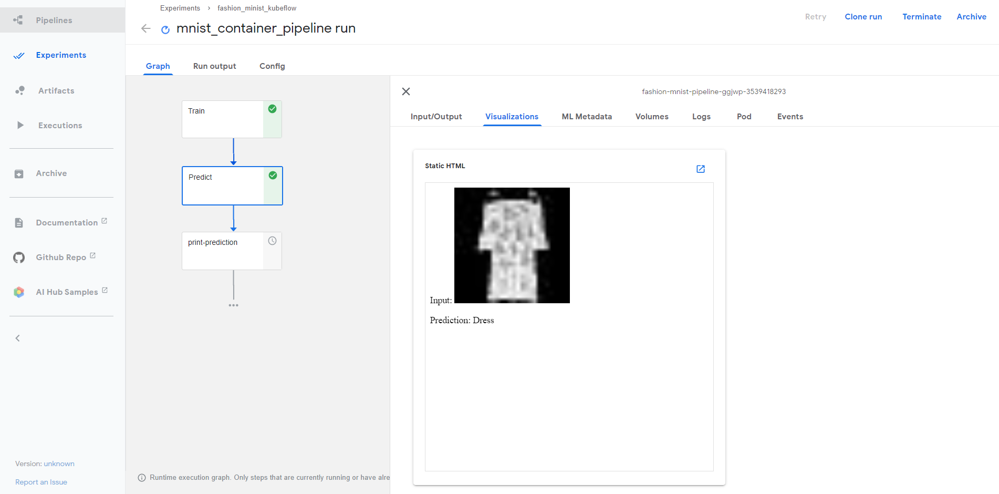 Pipelines
Experiments
Artifacts
Executions
Archive
Documentation
Github Repo
AI Hub Samples
Version: unknown
Report an Issue
Experiments > fashion_minist_kubeflow
mnist_container_pipeline run
Retry Clone run Terminate Archive
Graph Run output Config
Train
Predict
print-prediction
Runtime execution graph. Only steps that are currently running or have alre
fashion-mnist-pipeline-ggjwp-3539418293
Input/Output Visualizations ML Metadata Volumes Logs Pod Events
Static HTML
Input:
Prediction: Dress